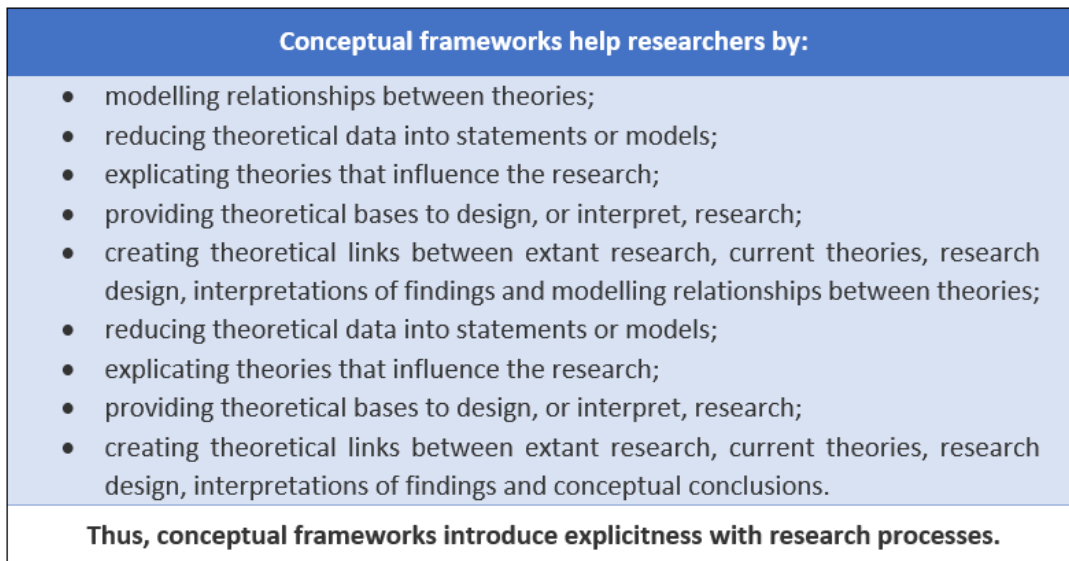 Conceptual frameworks help researchers by:
• modelling relationships between theories;
• reducing theoretical data into statements or models;
• explicating theories that influence the research;
• providing theoretical bases to design, or interpret, research;
• creating theoretical links between extant research, current theories, research
design, interpretations of findings and modelling relationships between theories;
• reducing theoretical data into statements or models;
• explicating theories that influence the research;
• providing theoretical bases to design, or interpret, research;
• creating theoretical links between extant research, current theories, research
design, interpretations of findings and conceptual conclusions.
Thus, conceptual frameworks introduce explicitness with research processes.